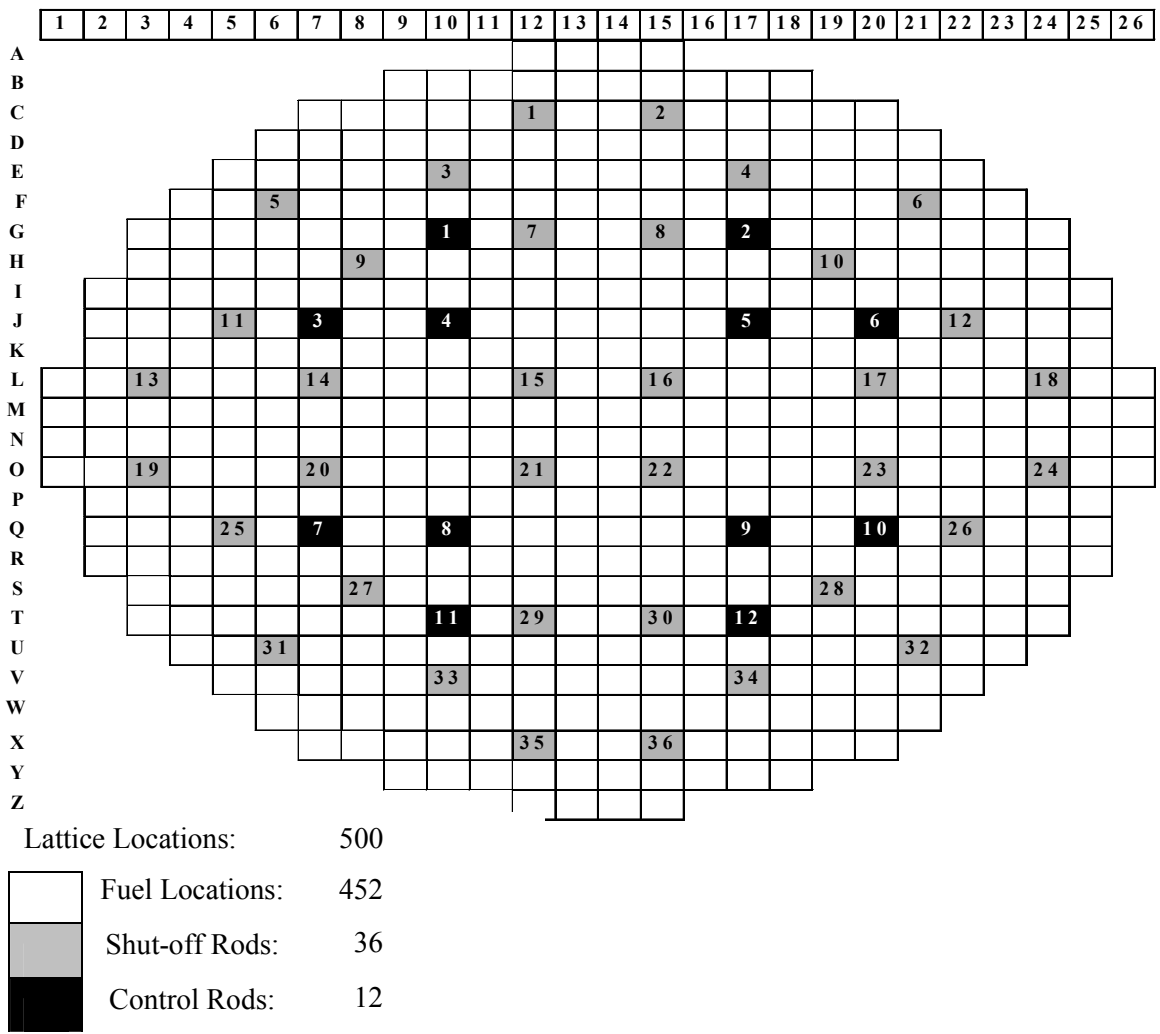 1 2 3 4 5 6 7 8 9 10 11 12 13 14 15 16 17 18 19 20 21 22 23 24 25 26
A
B
C 1 2
D
E 3 4
F 5 6
G 1 7 8 2
H 9 10
I
J 11 3 4 5 6 12
K
L 13 14 15 16 17 18
M
N
O 19 20 21 22 23 24
P
Q 25 7 8 9 10 26
R
S 27 28
T 11 29 30 12
U 31 32
V 33 34
W
X 35 36
Y
Z
Lattice Locations: 500
Fuel Locations: 452
Shut-off Rods: 36
Control Rods: 12